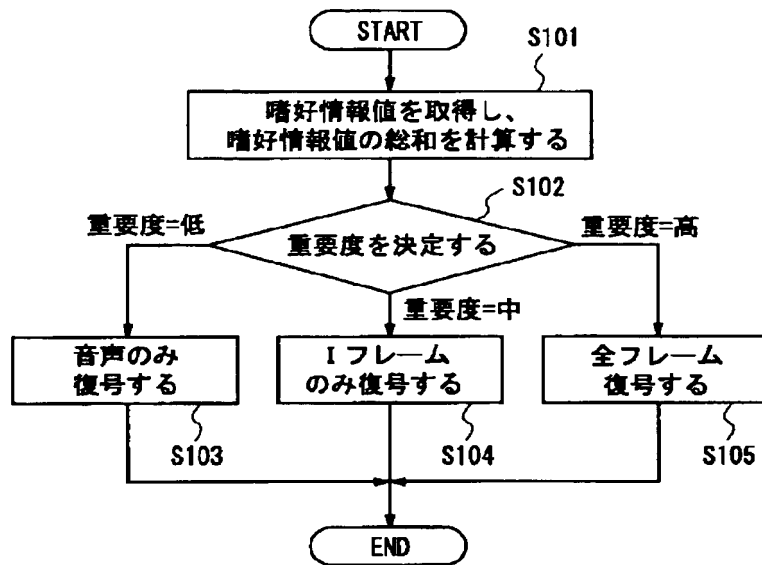 START
S101
嗜好情報値を取得し、
嗜好情報値の総和を計算する
S102
重要度=低
重要度を決定する
重要度=高
重要度=中
音声のみ
復号する
S103
Iフレーム
のみ復号する
S104
全フレーム
復号する
S105
END